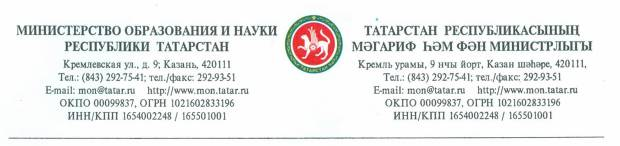 МИНИСТЕРСТВО ОБРАЗОВАНИЯ И НАУКИ
РЕСПУБЛИКИ ТАТАРСТАН
Кремлевская ул., д. 9; Казань, 420111
Тел.: (843) 292-75-41; тел./факс: 292-93-51
E-mail: mon@tatar.ru http://www.mon.tatar.ru
ОКПО 00099837, ОГРН 1021602833196
ИНН/КПП 1654002248 / 165501001
ТАТАРСТАН
ТАТАРСТАН РЕСПУБЛИКАСЫНЫҢ
МӘГАРИФ ҺӘМ ФӘН МИНИСТРЛЫГЫ
Кремль урамы, 9 нчы йорт, Казан шәһәре, 420111,
Тел.: (843) 292-75-41; тел./факс: 292-93-51
E-mail: mon@tatar.ru http://www.mon.tatar.ru
ОКПО 00099837, ОГРН 1021602833196
ИНН/КПП 1654002248 / 165501001